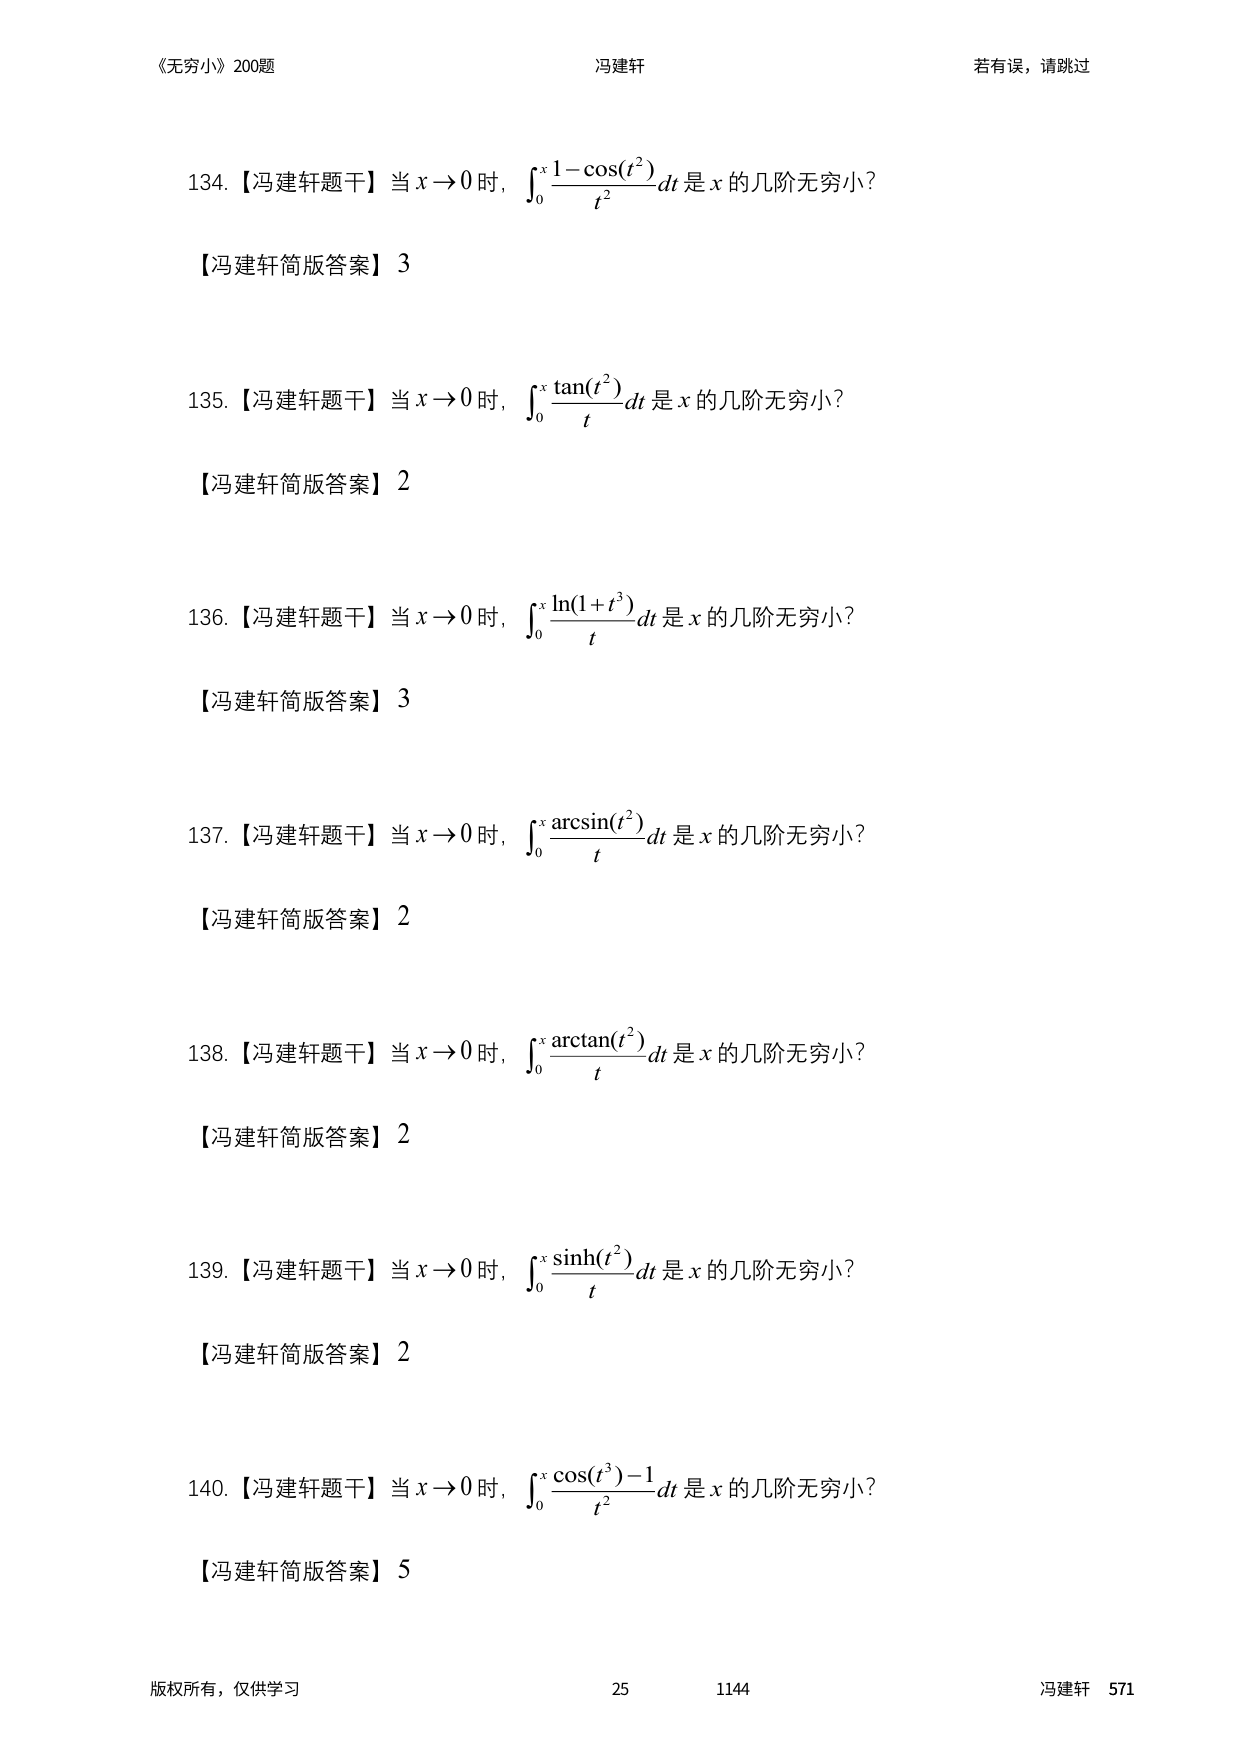 《无穷小》200题 冯建轩 若有误，请跳过
134.【冯建轩题干】当 x→0 时，∫₀ˣ (1−cos(t²))/t² dt 是 x 的几阶无穷小？
【冯建轩简版答案】3
135.【冯建轩题干】当 x→0 时，∫₀ˣ tan(t²)/t dt 是 x 的几阶无穷小？
【冯建轩简版答案】2
136.【冯建轩题干】当 x→0 时，∫₀ˣ ln(1+t³)/t dt 是 x 的几阶无穷小？
【冯建轩简版答案】3
137.【冯建轩题干】当 x→0 时，∫₀ˣ arcsin(t²)/t dt 是 x 的几阶无穷小？
【冯建轩简版答案】2
138.【冯建轩题干】当 x→0 时，∫₀ˣ arctan(t²)/t dt 是 x 的几阶无穷小？
【冯建轩简版答案】2
139.【冯建轩题干】当 x→0 时，∫₀ˣ sinh(t²)/t dt 是 x 的几阶无穷小？
【冯建轩简版答案】2
140.【冯建轩题干】当 x→0 时，∫₀ˣ (cos(t³)−1)/t² dt 是 x 的几阶无穷小？
【冯建轩简版答案】5
版权所有，仅供学习 25 1144 冯建轩 571